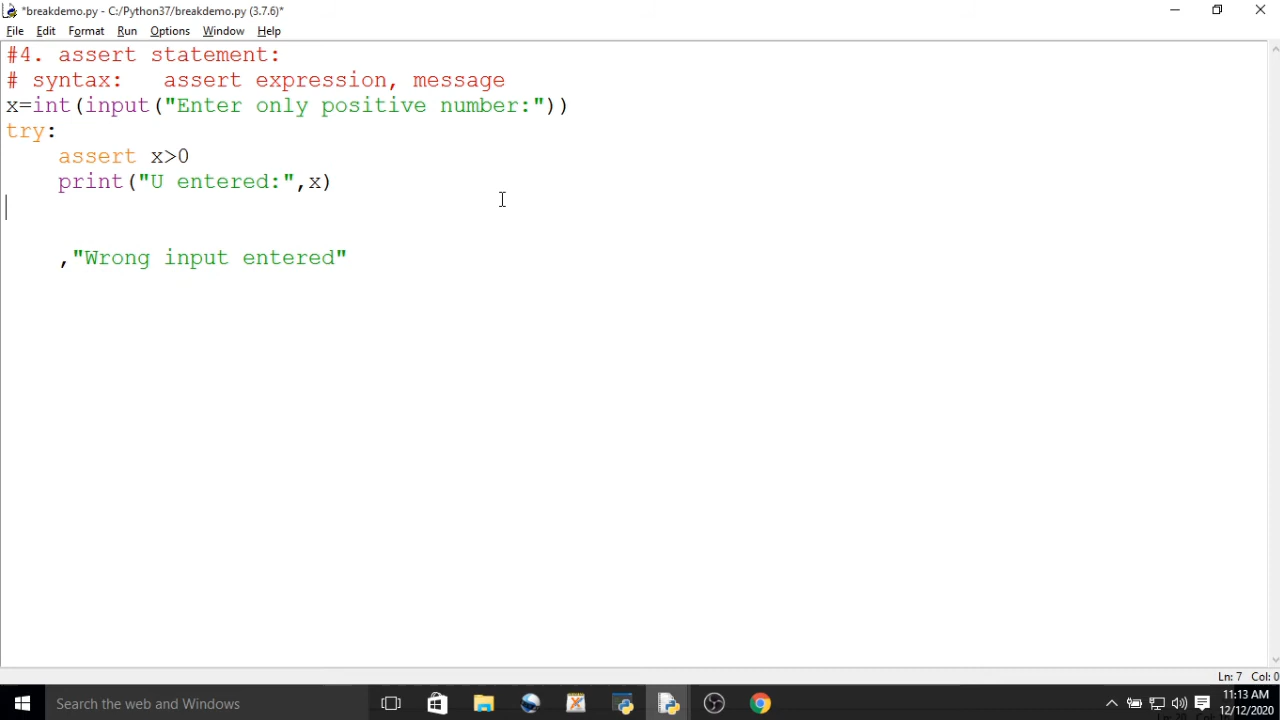 *breakdemo.py - C:/Python37/breakdemo.py (3.7.6)*
File Edit Format Run Options Window Help
#4. assert statement:
# syntax:   assert expression, message
x=int(input("Enter only positive number:"))
try:
    assert x>0
    print("U entered:",x)
    ,"Wrong input entered"
Ln: 7 Col: 0
Search the web and Windows
11:13 AM
12/12/2020